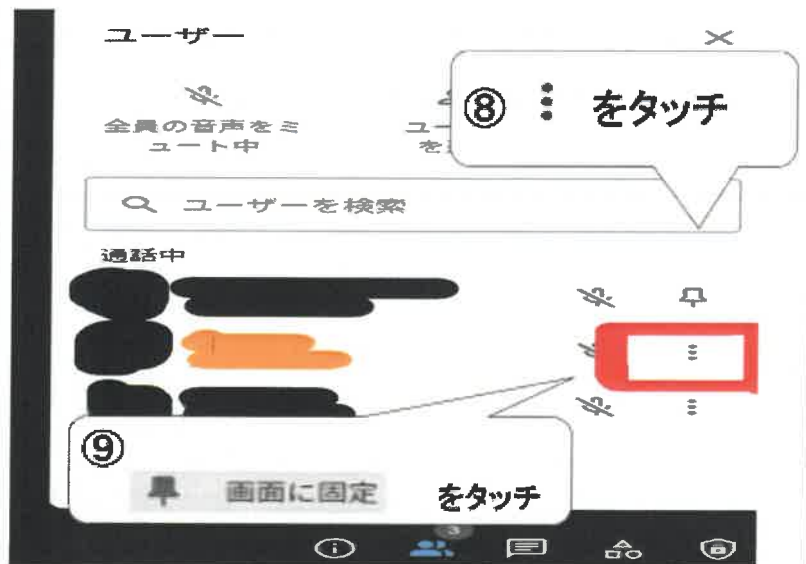 ユーザー
全員の音声をミ
ュート中
ユー
を
⑧ ︙ をタッチ
ユーザーを検索
通話中
⑨
画面に固定 をタッチ
3